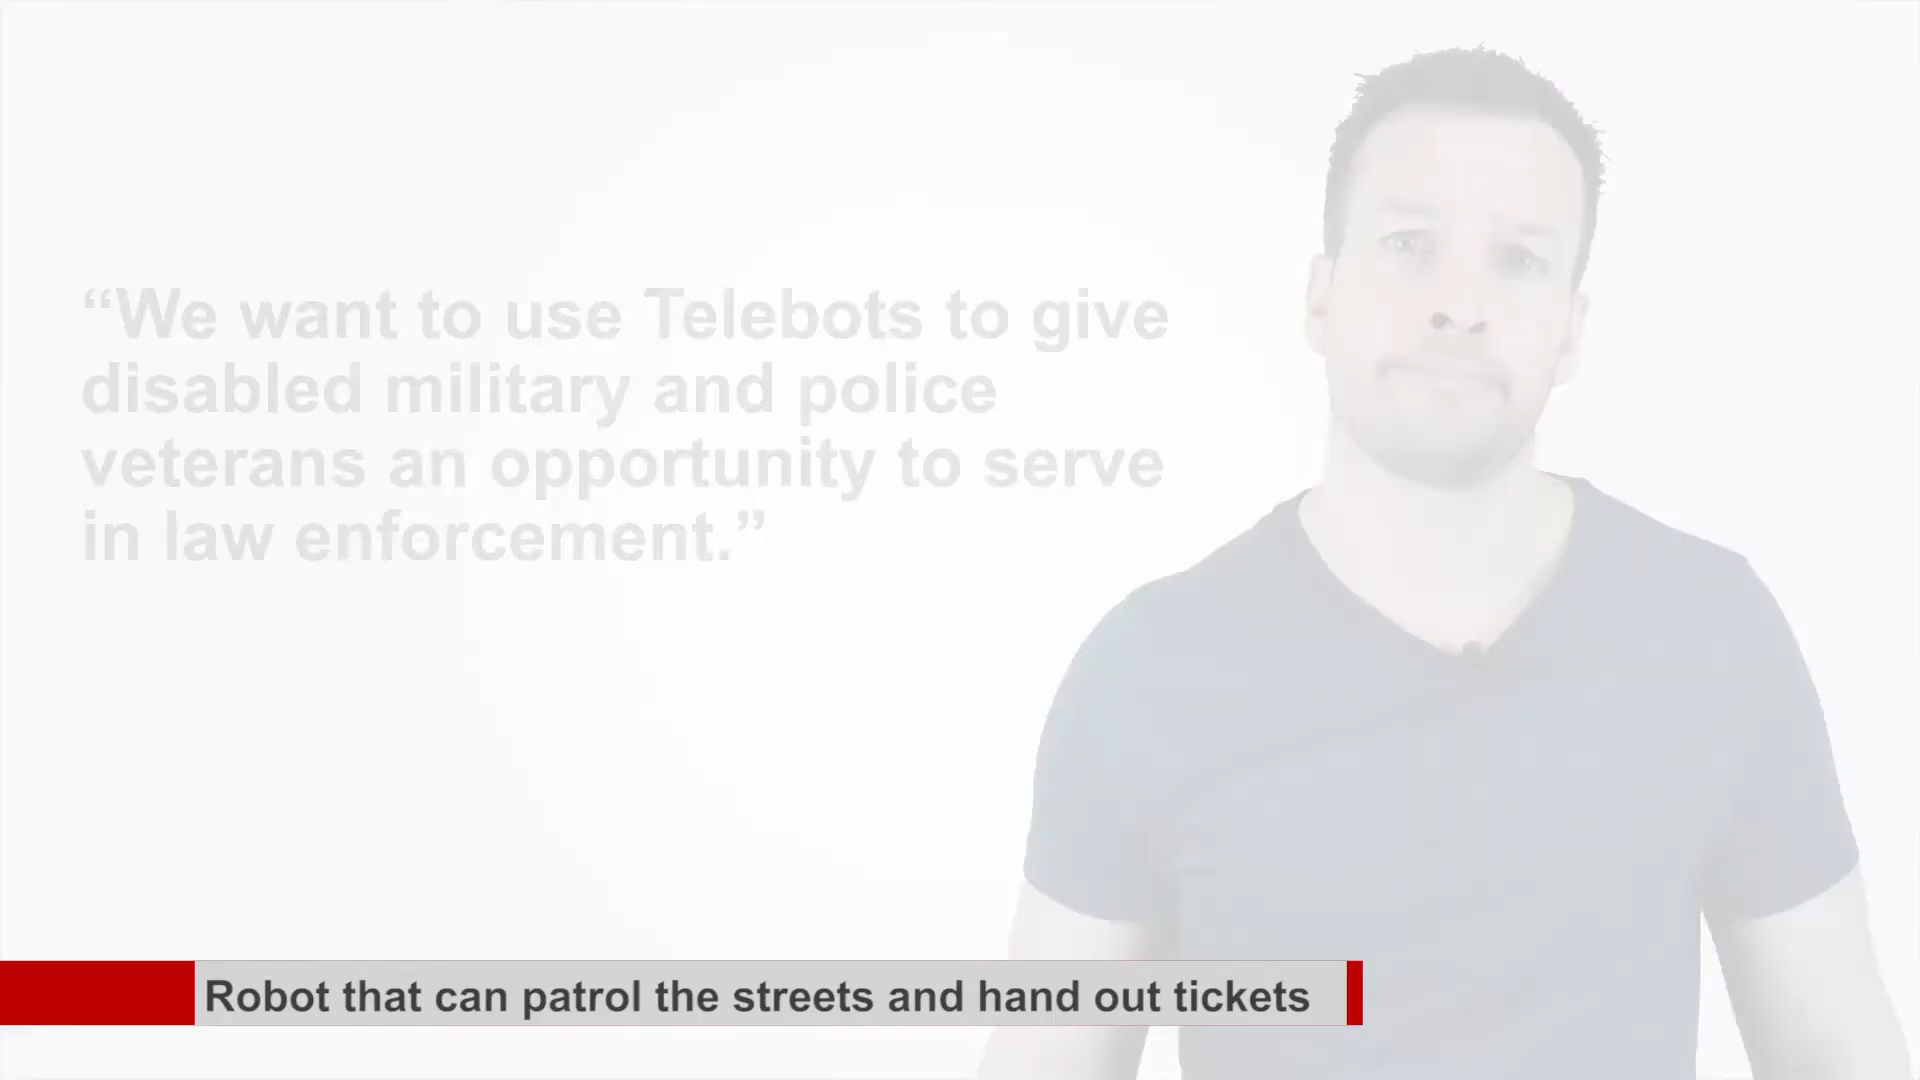 “We want to use Telebots to give
disabled military and police
veterans an opportunity to serve
in law enforcement.”
Robot that can patrol the streets and hand out tickets